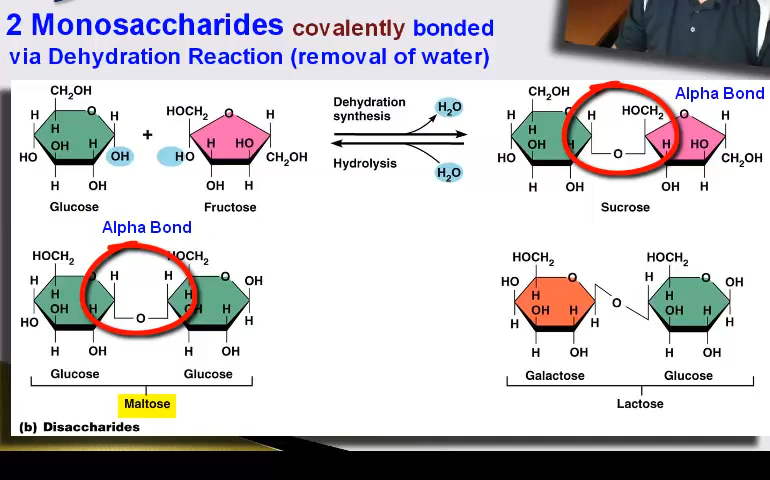 2 Monosaccharides covalently bonded
via Dehydration Reaction (removal of water)
CH2OH
O
H
H
H
OH
H
HO
OH
H
OH
Glucose
+
HOCH2
O
H
HO
H
HO
CH2OH
OH
H
Fructose
Dehydration
synthesis
H2O
Hydrolysis
H2O
Alpha Bond
CH2OH
O
H
H
H
OH
H
HO
H
OH
O
HOCH2
O
H
H
HO
CH2OH
OH
H
Sucrose
Alpha Bond
HOCH2
O
H
H
H
OH
H
HO
H
OH
O
HOCH2
O
H
OH
H
OH
H
H
H
OH
Glucose
Glucose
Maltose
HOCH2
O
HO
H
OH
H
H
H
OH
O
HOCH2
O
H
OH
H
OH
H
H
H
OH
Galactose
Glucose
Lactose
(b) Disaccharides